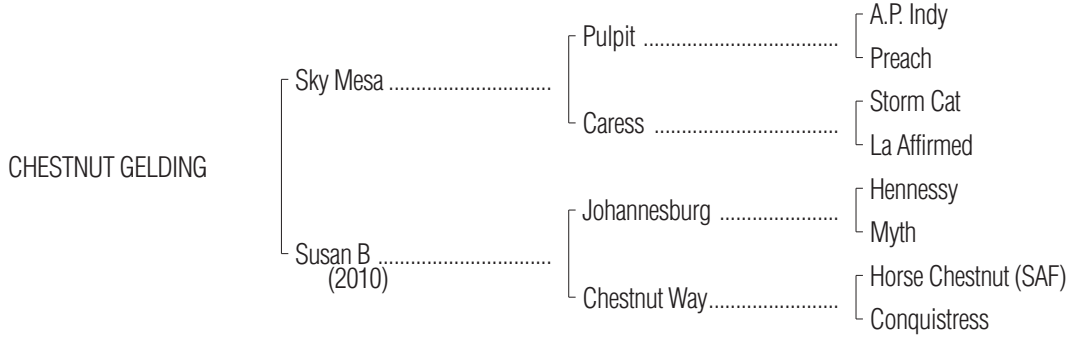 A.P. Indy
Pulpit ....................................
Preach
Sky Mesa ..............................
Storm Cat
Caress ..................................
La Affirmed
CHESTNUT GELDING
Hennessy
Johannesburg ......................
Myth
Susan B ................................
(2010)
Horse Chestnut (SAF)
Chestnut Way........................
Conquistress